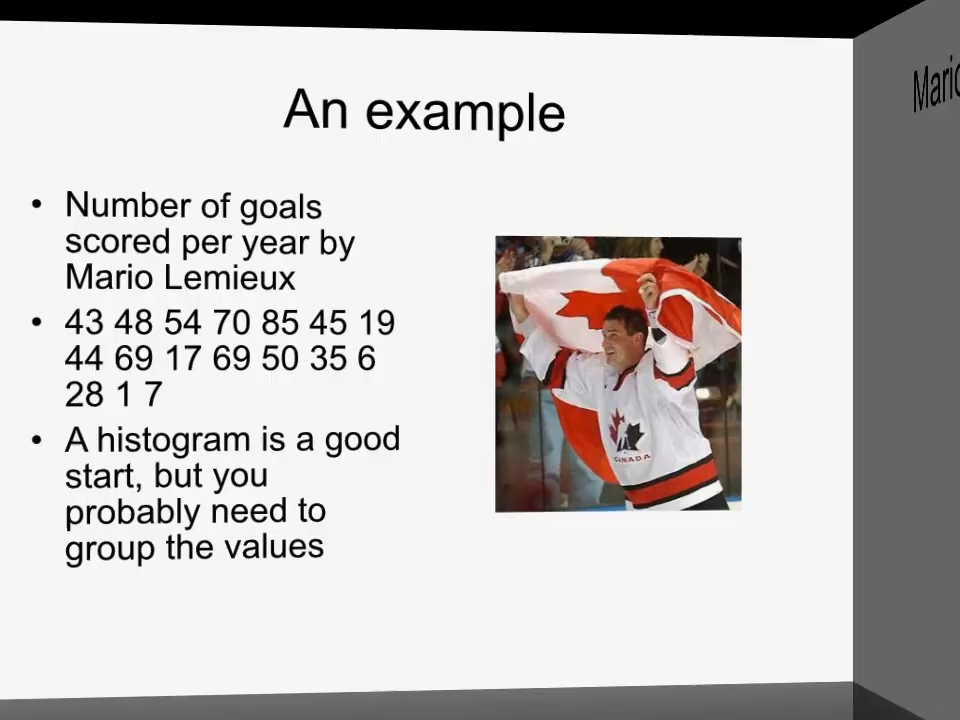 An example
• Number of goals
scored per year by
Mario Lemieux
• 43 48 54 70 85 45 19
44 69 17 69 50 35 6
28 1 7
• A histogram is a good
start, but you
probably need to
group the values
CANADA
Mario